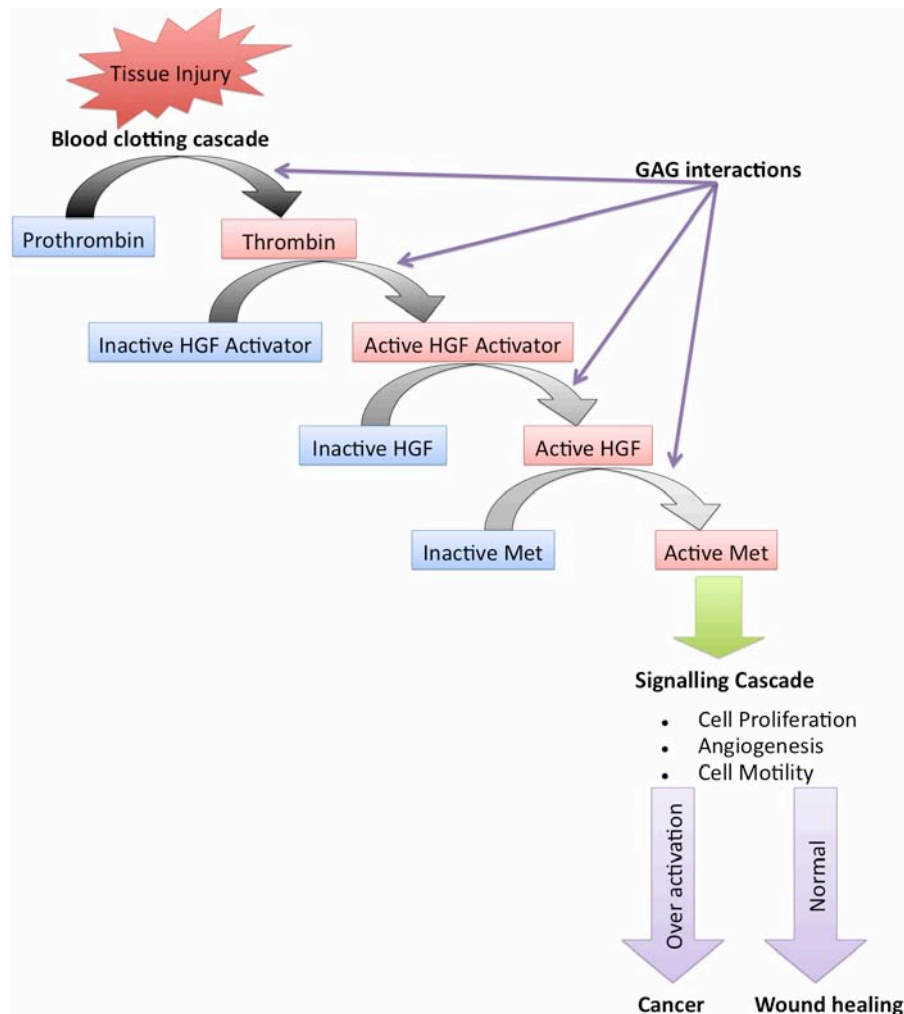 Tissue Injury
Blood clotting cascade
GAG interactions
Prothrombin
Thrombin
Inactive HGF Activator
Active HGF Activator
Inactive HGF
Active HGF
Inactive Met
Active Met
Signalling Cascade
• Cell Proliferation
• Angiogenesis
• Cell Motility
Over activation
Normal
Cancer
Wound healing